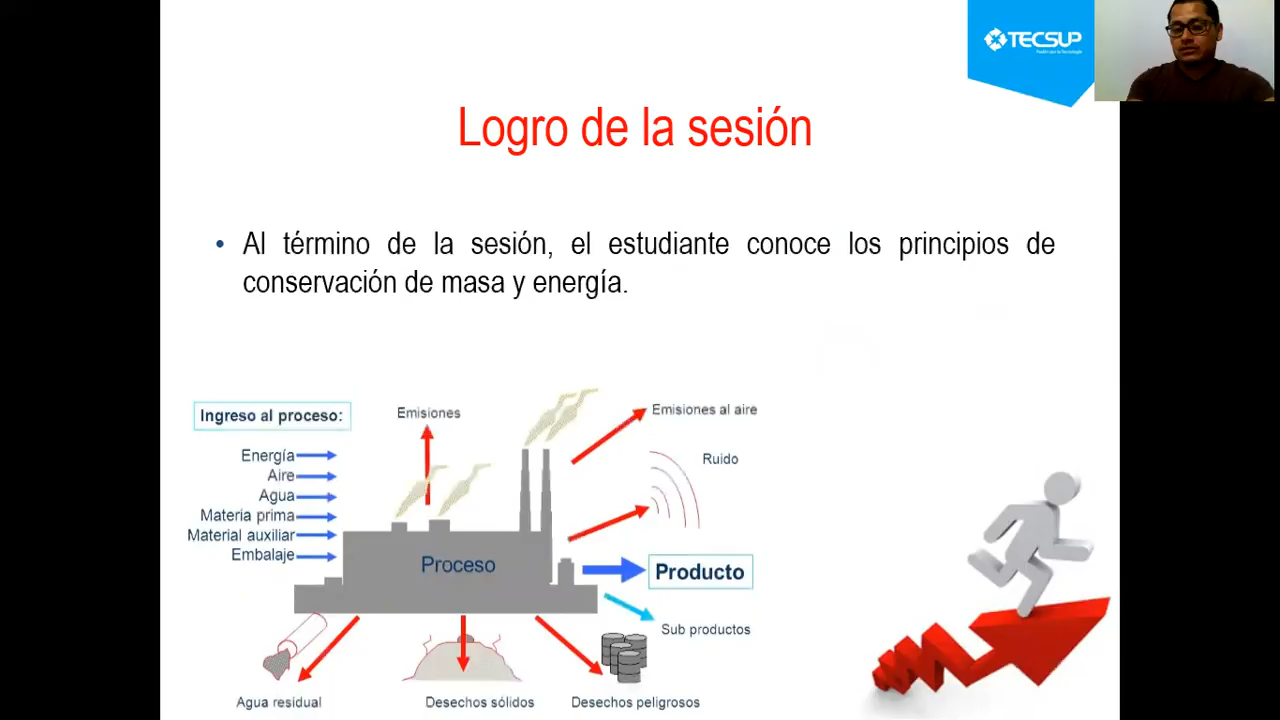 TECSUP
Logro de la sesión
• Al término de la sesión, el estudiante conoce los principios de
conservación de masa y energía.
Ingreso al proceso:
Energía
Aire
Agua
Materia prima
Material auxiliar
Embalaje
Emisiones
Emisiones al aire
Ruido
Proceso
Producto
Sub productos
Agua residual
Desechos sólidos
Desechos peligrosos